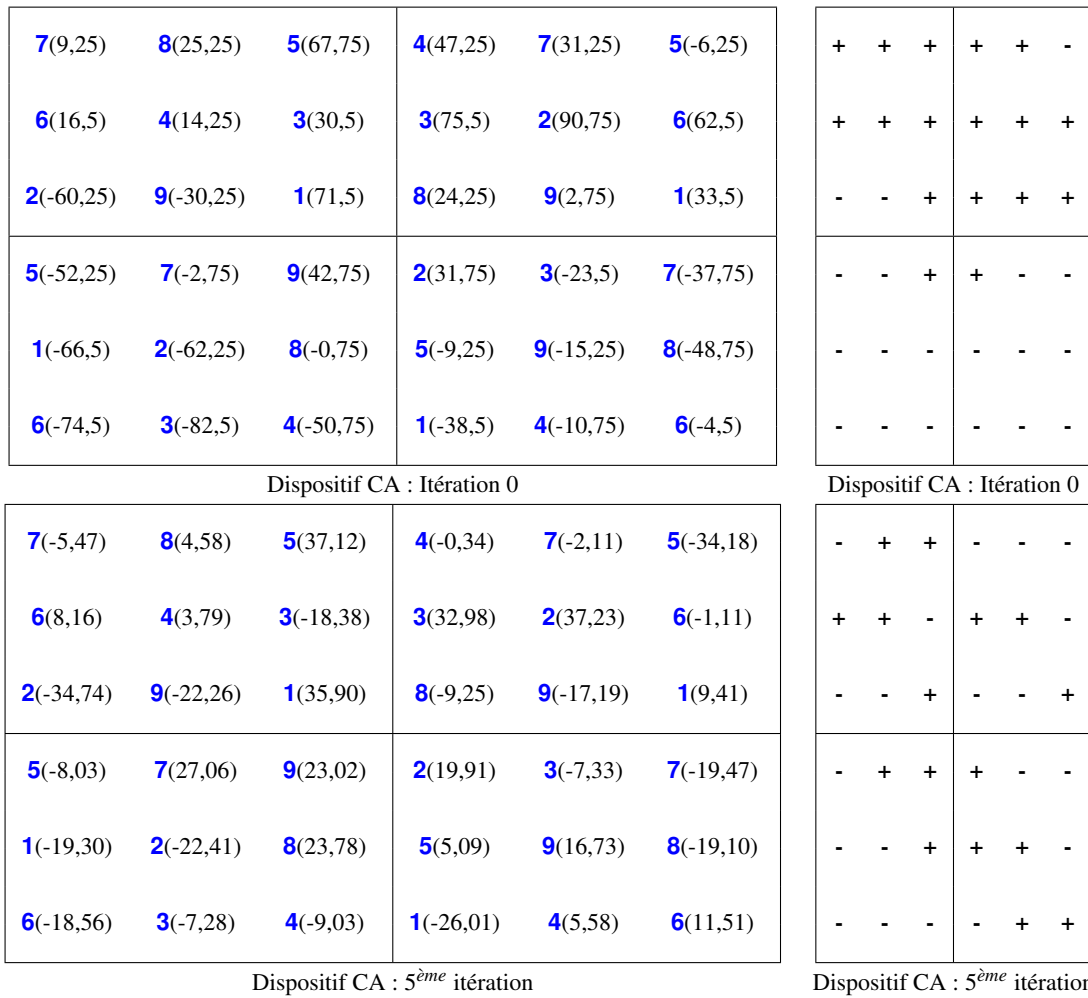 7(9,25) 8(25,25) 5(67,75) 4(47,25) 7(31,25) 5(-6,25) + + + + + -
6(16,5) 4(14,25) 3(30,5) 3(75,5) 2(90,75) 6(62,5) + + + + + +
2(-60,25) 9(-30,25) 1(71,5) 8(24,25) 9(2,75) 1(33,5) - - + + + +
5(-52,25) 7(-2,75) 9(42,75) 2(31,75) 3(-23,5) 7(-37,75) - - + + - -
1(-66,5) 2(-62,25) 8(-0,75) 5(-9,25) 9(-15,25) 8(-48,75) - - - - - -
6(-74,5) 3(-82,5) 4(-50,75) 1(-38,5) 4(-10,75) 6(-4,5) - - - - - -
Dispositif CA : Itération 0 Dispositif CA : Itération 0
7(-5,47) 8(4,58) 5(37,12) 4(-0,34) 7(-2,11) 5(-34,18) - + + - - -
6(8,16) 4(3,79) 3(-18,38) 3(32,98) 2(37,23) 6(-1,11) + + - + + -
2(-34,74) 9(-22,26) 1(35,90) 8(-9,25) 9(-17,19) 1(9,41) - - + - - +
5(-8,03) 7(27,06) 9(23,02) 2(19,91) 3(-7,33) 7(-19,47) - + + + - -
1(-19,30) 2(-22,41) 8(23,78) 5(5,09) 9(16,73) 8(-19,10) - - + + + -
6(-18,56) 3(-7,28) 4(-9,03) 1(-26,01) 4(5,58) 6(11,51) - - - - + +
Dispositif CA : 5ème itération Dispositif CA : 5ème itération